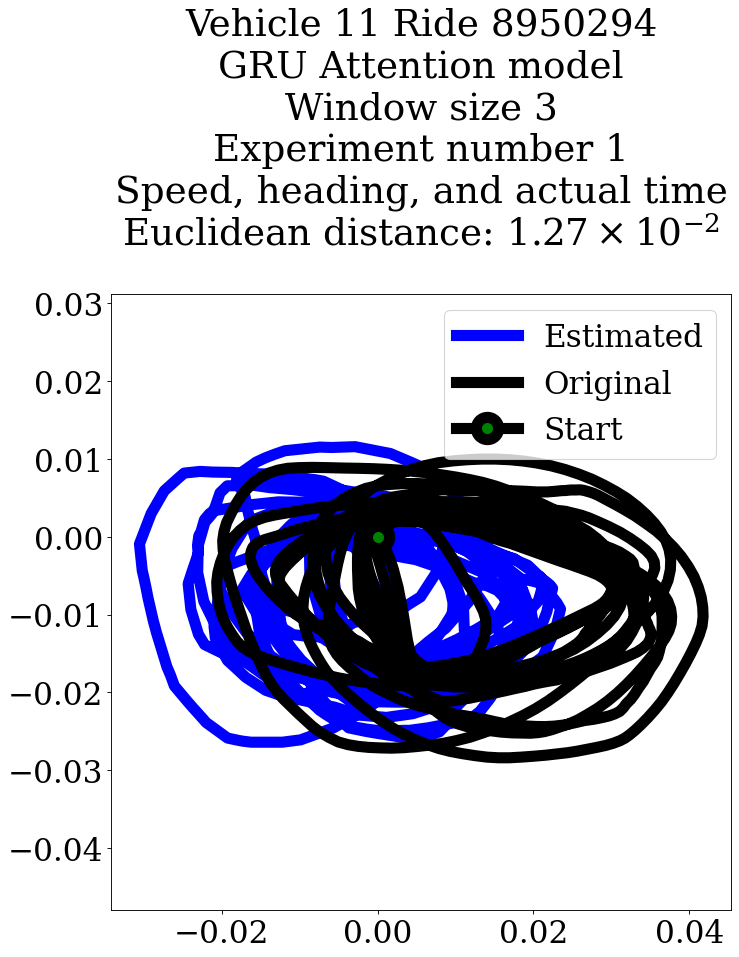 Vehicle 11 Ride 8950294
GRU Attention model
Window size 3
Experiment number 1
Speed, heading, and actual time
Euclidean distance: 1.27 × 10⁻²
0.03
0.02
0.01
0.00
−0.01
−0.02
−0.03
−0.04
Estimated
Original
Start
−0.02 0.00 0.02 0.04